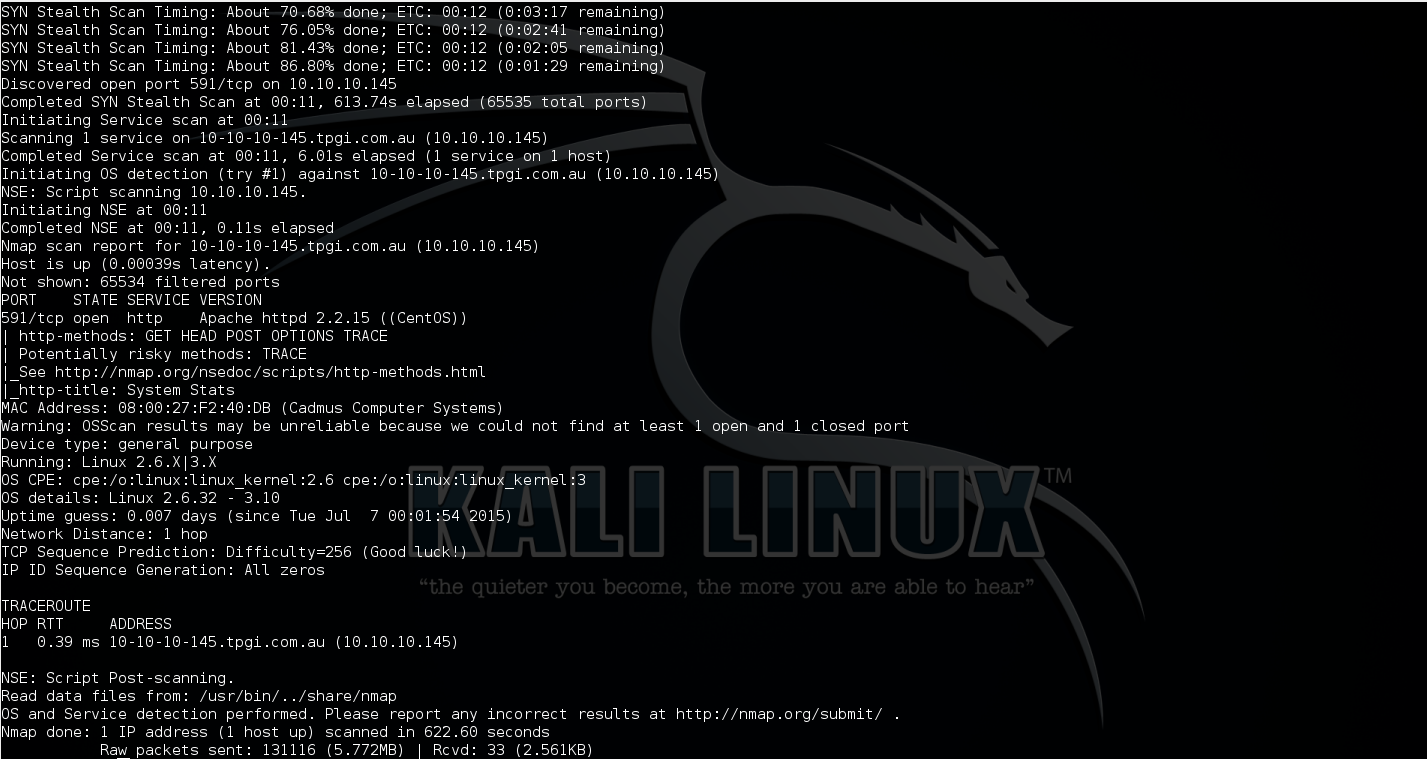 SYN Stealth Scan Timing: About 70.68% done; ETC: 00:12 (0:03:17 remaining)
SYN Stealth Scan Timing: About 76.05% done; ETC: 00:12 (0:02:41 remaining)
SYN Stealth Scan Timing: About 81.43% done; ETC: 00:12 (0:02:05 remaining)
SYN Stealth Scan Timing: About 86.80% done; ETC: 00:12 (0:01:29 remaining)
Discovered open port 591/tcp on 10.10.10.145
Completed SYN Stealth Scan at 00:11, 613.74s elapsed (65535 total ports)
Initiating Service scan at 00:11
Scanning 1 service on 10-10-10-145.tpgi.com.au (10.10.10.145)
Completed Service scan at 00:11, 6.01s elapsed (1 service on 1 host)
Initiating OS detection (try #1) against 10-10-10-145.tpgi.com.au (10.10.10.145)
NSE: Script scanning 10.10.10.145.
Initiating NSE at 00:11
Completed NSE at 00:11, 0.11s elapsed
Nmap scan report for 10-10-10-145.tpgi.com.au (10.10.10.145)
Host is up (0.00039s latency).
Not shown: 65534 filtered ports
PORT    STATE SERVICE VERSION
591/tcp open  http    Apache httpd 2.2.15 ((CentOS))
| http-methods: GET HEAD POST OPTIONS TRACE
| Potentially risky methods: TRACE
|_See http://nmap.org/nsedoc/scripts/http-methods.html
|_http-title: System Stats
MAC Address: 08:00:27:F2:40:DB (Cadmus Computer Systems)
Warning: OSScan results may be unreliable because we could not find at least 1 open and 1 closed port
Device type: general purpose
Running: Linux 2.6.X|3.X
OS CPE: cpe:/o:linux:linux_kernel:2.6 cpe:/o:linux:linux_kernel:3
OS details: Linux 2.6.32 - 3.10
Uptime guess: 0.007 days (since Tue Jul  7 00:01:54 2015)
Network Distance: 1 hop
TCP Sequence Prediction: Difficulty=256 (Good luck!)
IP ID Sequence Generation: All zeros
KALI LINUX™
“the quieter you become, the more you are able to hear”
TRACEROUTE
HOP RTT     ADDRESS
1   0.39 ms 10-10-10-145.tpgi.com.au (10.10.10.145)
NSE: Script Post-scanning.
Read data files from: /usr/bin/../share/nmap
OS and Service detection performed. Please report any incorrect results at http://nmap.org/submit/ .
Nmap done: 1 IP address (1 host up) scanned in 622.60 seconds
           Raw packets sent: 131116 (5.772MB) | Rcvd: 33 (2.561KB)